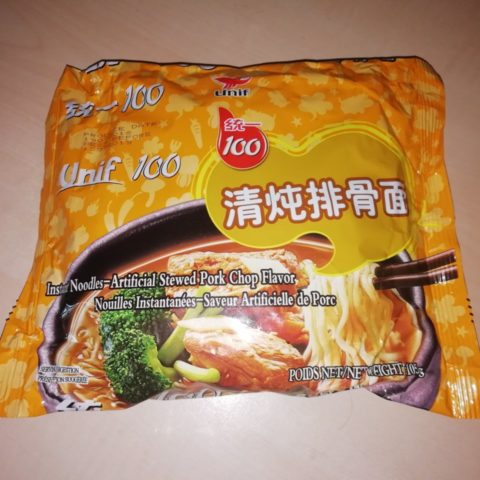 Unif
统一100
统一
100
Unif 100
清炖排骨面
Instant Noodles-Artificial Stewed Pork Chop Flavor
Nouilles Instantanées-Saveur Artificielle de Porc
POIDS NET/NET WEIGHT